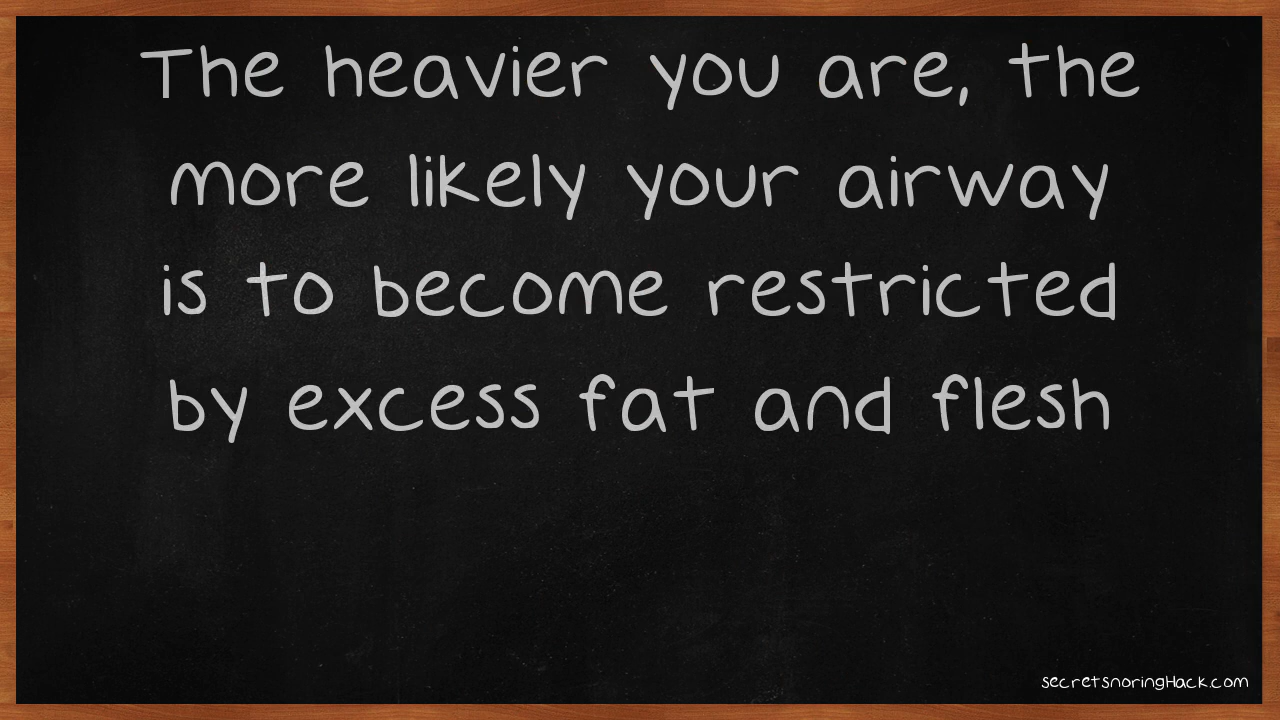 The heavier you are, the
more likely your airway
is to become restricted
by excess fat and flesh
secretsnoringHack.com